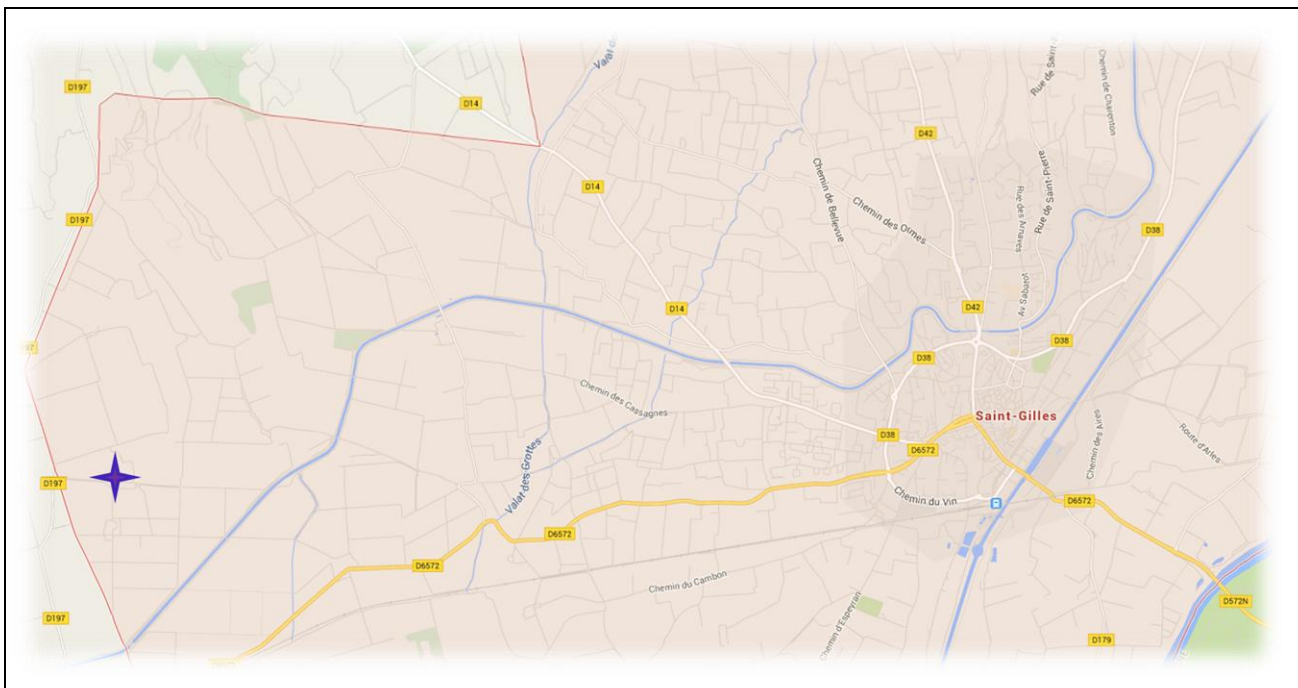 Valat de
Rue de Saint-
Chemin de Charenton
D197
D14
D42
D14
Chemin de Bellevue
Chemin des Ormes
Rue des Arnaves
Rue de Saint-Pierre
D197
D38
D14
D42
Av Sabatot
D38
D38
Chemin des Cassagnes
Saint-Gilles
D38
D6572
Chemin des Aires
Route d'Arles
Valat des Grottes
D197
Chemin du Vin
D6572
D6572
D6572
Chemin du Cambon
Chemin d'Espeyran
D572N
D197
D179